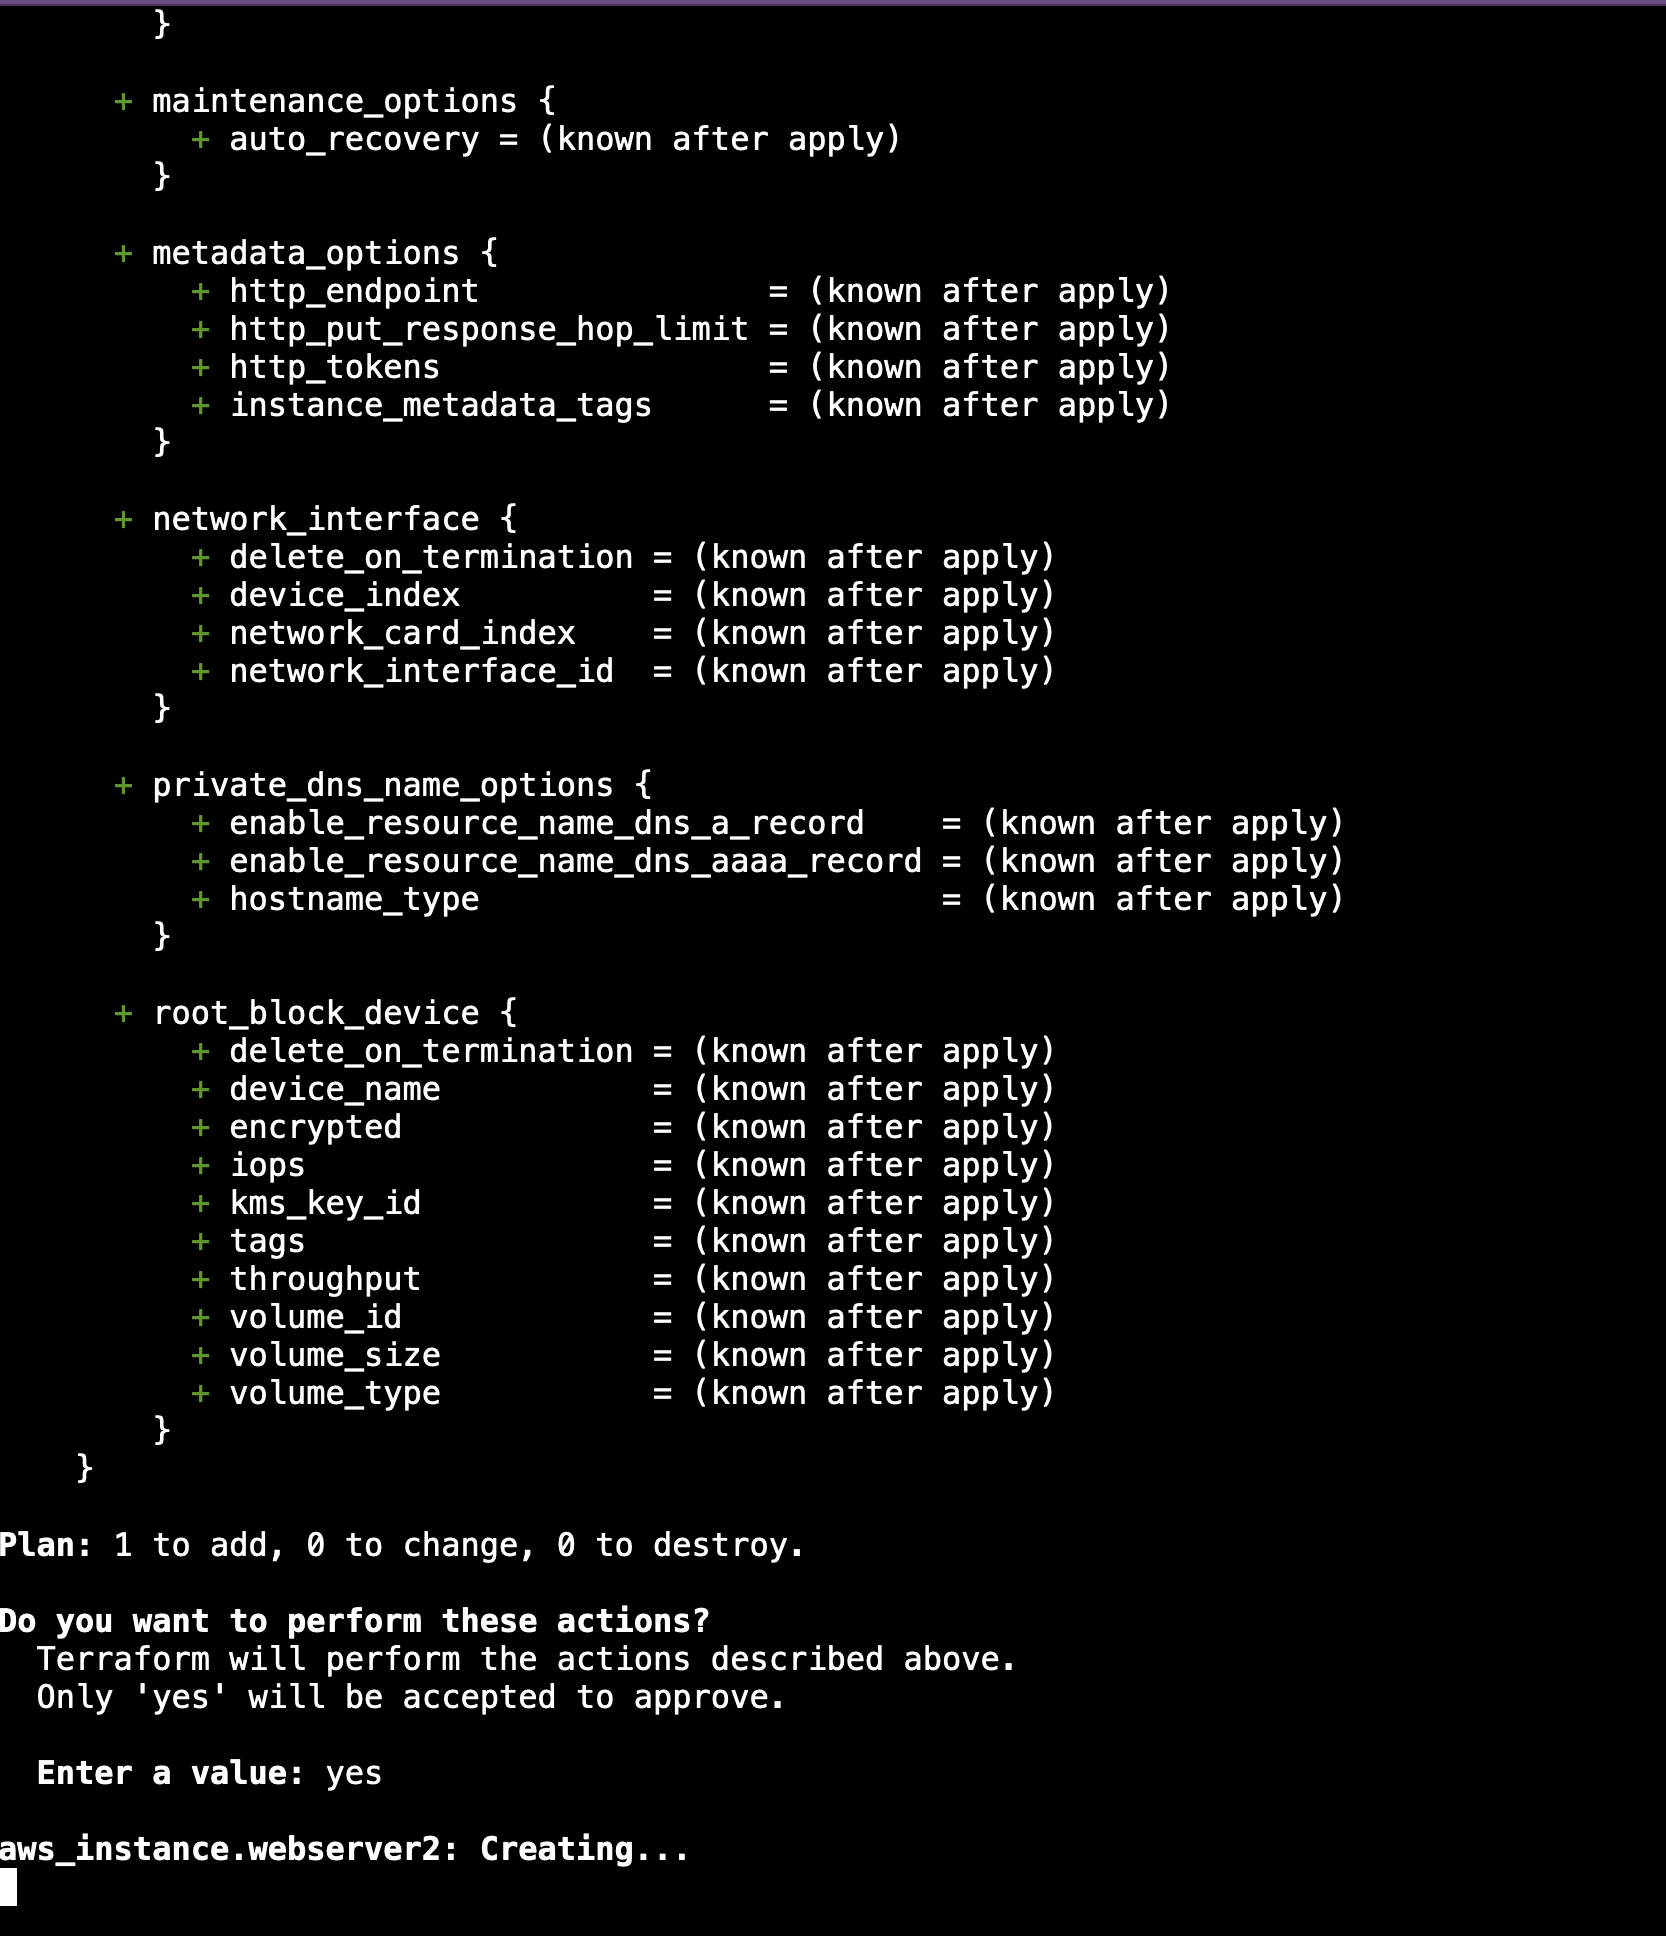 }
+ maintenance_options {
+ auto_recovery = (known after apply)
}
+ metadata_options {
+ http_endpoint = (known after apply)
+ http_put_response_hop_limit = (known after apply)
+ http_tokens = (known after apply)
+ instance_metadata_tags = (known after apply)
}
+ network_interface {
+ delete_on_termination = (known after apply)
+ device_index = (known after apply)
+ network_card_index = (known after apply)
+ network_interface_id = (known after apply)
}
+ private_dns_name_options {
+ enable_resource_name_dns_a_record = (known after apply)
+ enable_resource_name_dns_aaaa_record = (known after apply)
+ hostname_type = (known after apply)
}
+ root_block_device {
+ delete_on_termination = (known after apply)
+ device_name = (known after apply)
+ encrypted = (known after apply)
+ iops = (known after apply)
+ kms_key_id = (known after apply)
+ tags = (known after apply)
+ throughput = (known after apply)
+ volume_id = (known after apply)
+ volume_size = (known after apply)
+ volume_type = (known after apply)
}
}
Plan: 1 to add, 0 to change, 0 to destroy.
Do you want to perform these actions?
Terraform will perform the actions described above.
Only 'yes' will be accepted to approve.
Enter a value: yes
aws_instance.webserver2: Creating...